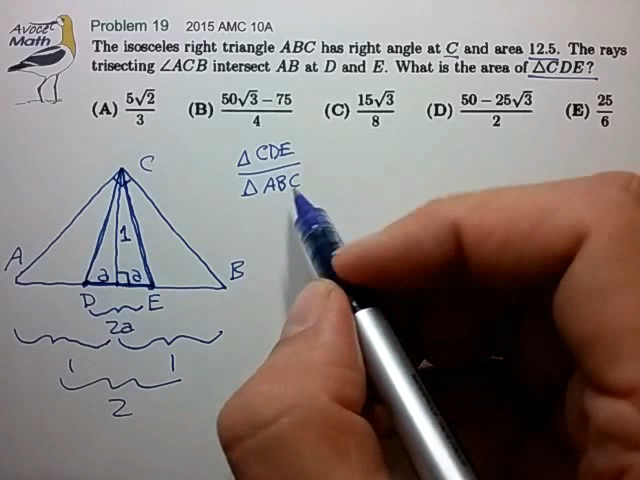 Avocet Math
Problem 19 2015 AMC 10A
The isosceles right triangle ABC has right angle at C and area 12.5. The rays
trisecting ∠ACB intersect AB at D and E. What is the area of △CDE?
(A) 5√2/3 (B) (50√3 − 75)/4 (C) 15√3/8 (D) (50 − 25√3)/2 (E) 25/6
C
△ CDE
△ ABC
1
A
a a
B
D E
2a
1 1
2